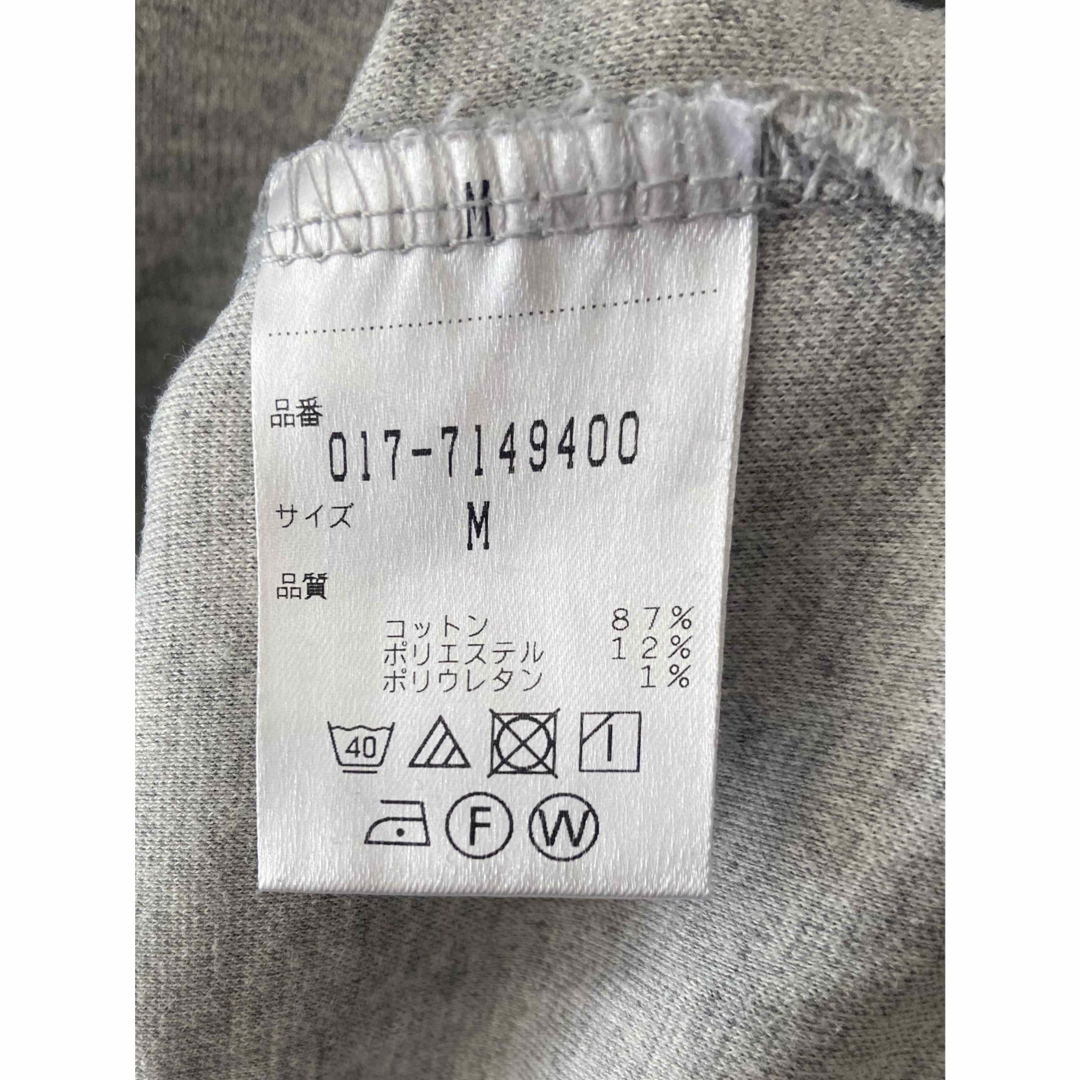 M
品番
017-7149400
サイズ M
品質
コットン 87%
ポリエステル 12%
ポリウレタン 1%
40
F W